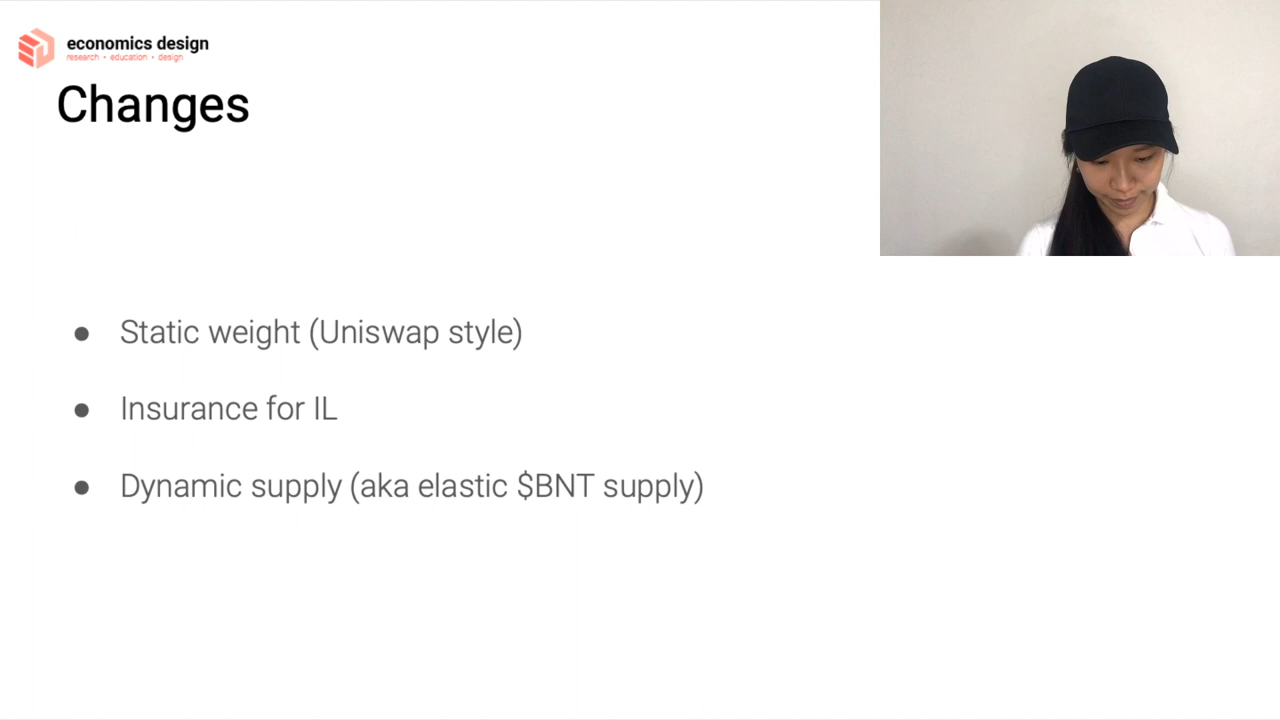 economics design
research • education • design
Changes
● Static weight (Uniswap style)
● Insurance for IL
● Dynamic supply (aka elastic $BNT supply)